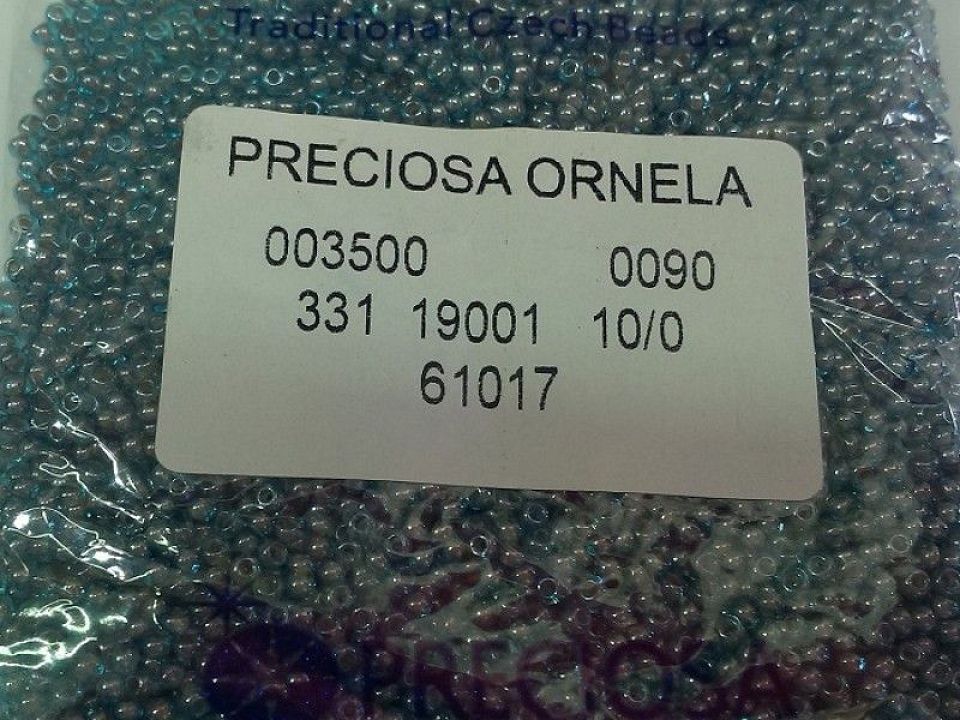 Traditional Czech Beads
PRECIOSA ORNELA
003500 0090
331 19001 10/0
61017
PRECIOSA